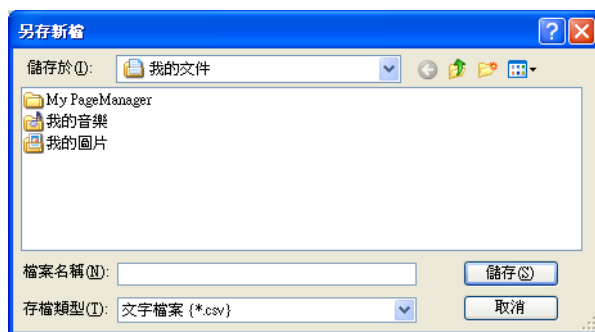 另存新檔
儲存於(I): 我的文件
My PageManager
我的音樂
我的圖片
檔案名稱(N): 儲存(S)
存檔類型(T): 文字檔案 {*.csv} 取消